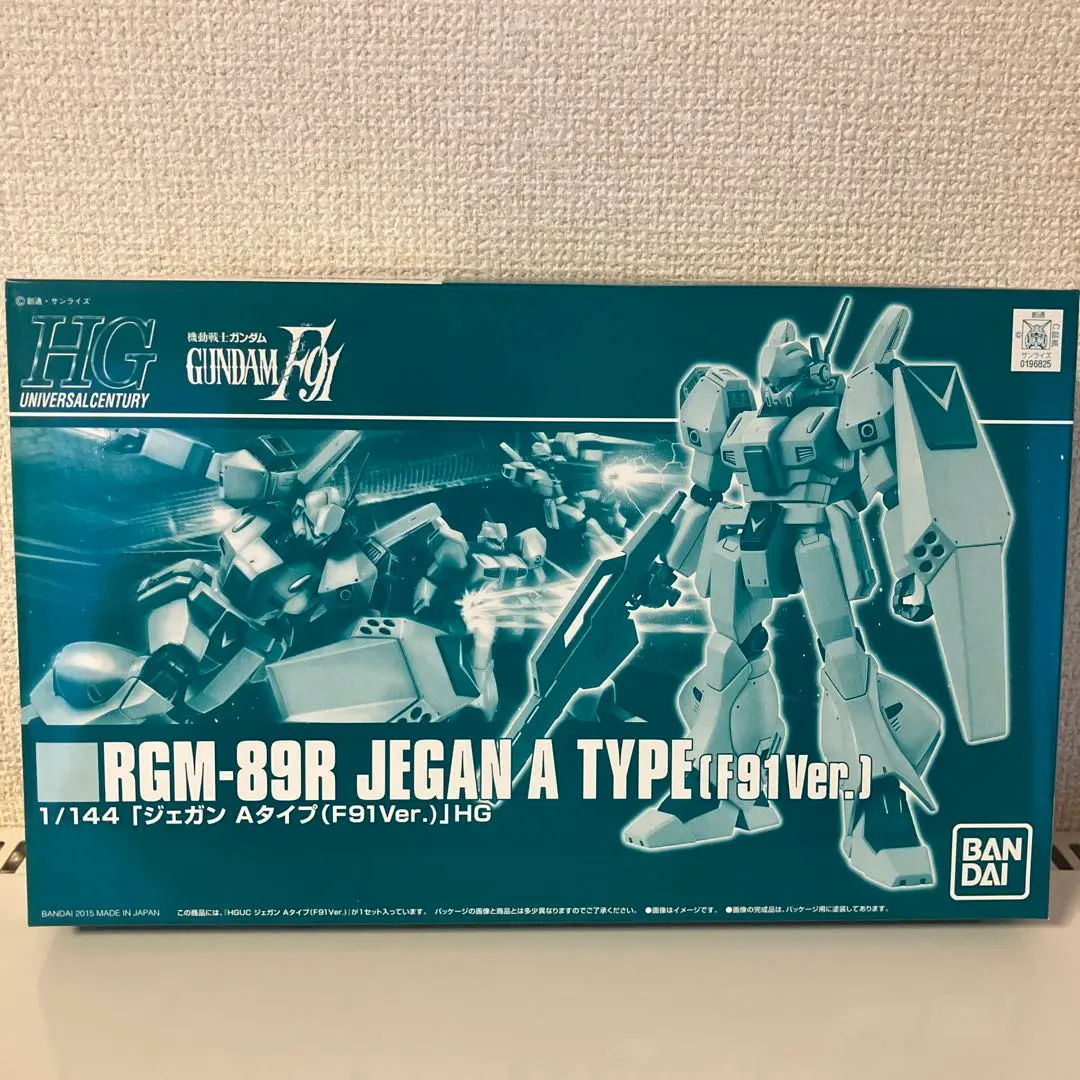 ©創通・サンライズ
HG
UNIVERSAL CENTURY
機動戦士ガンダム
GUNDAM F91
創通
サンライズ
0196825
RGM-89R JEGAN A TYPE(F91Ver.)
1/144「ジェガン Aタイプ(F91Ver.)」HG
BAN
DAI
BANDAI 2015 MADE IN JAPAN この商品には、「HGUC ジェガン Aタイプ(F91Ver.)」が1セット入っています。 パッケージの画像と商品とは多少異なりますのでご了承ください。 ●画像はイメージです。 ●画像の完成品は、パッケージ用に塗装してあります。